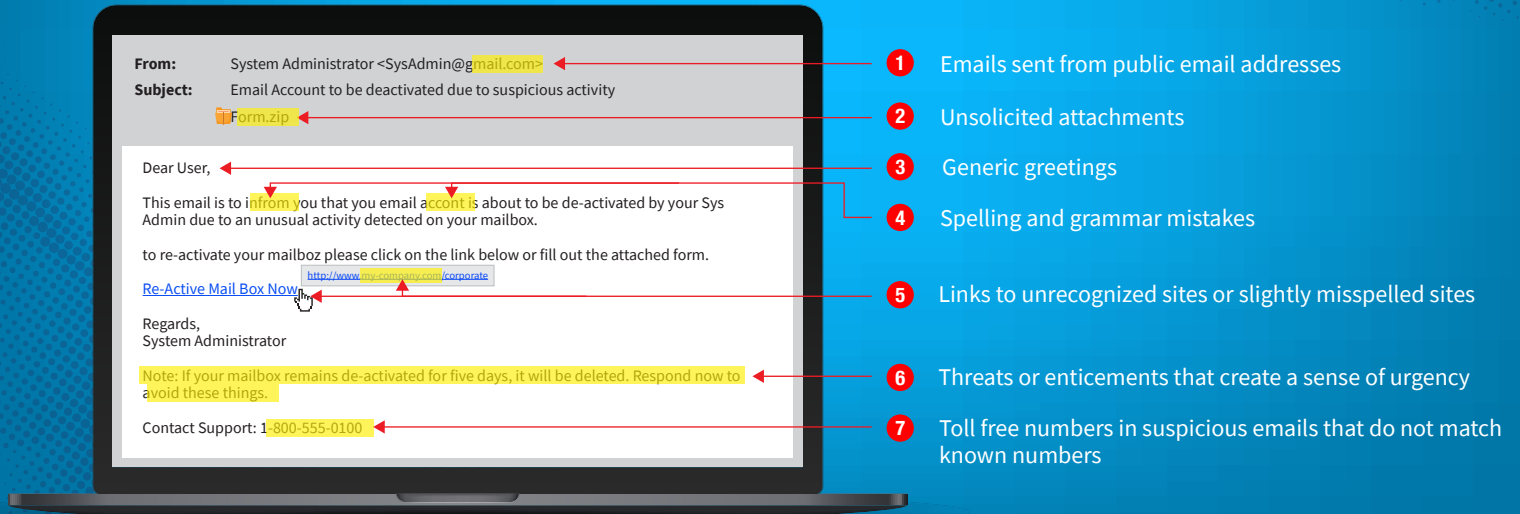 From: System Administrator <SysAdmin@gmail.com>
Subject: Email Account to be deactivated due to suspicious activity
Form.zip
Dear User,
This email is to infrom you that you email accont is about to be de-activated by your Sys
Admin due to an unusual activity detected on your mailbox.
to re-activate your mailboz please click on the link below or fill out the attached form.
http://www.my-company.com/corporate
Re-Active Mail Box Now
Regards,
System Administrator
Note: If your mailbox remains de-activated for five days, it will be deleted. Respond now to
avoid these things.
Contact Support: 1-800-555-0100
1 Emails sent from public email addresses
2 Unsolicited attachments
3 Generic greetings
4 Spelling and grammar mistakes
5 Links to unrecognized sites or slightly misspelled sites
6 Threats or enticements that create a sense of urgency
7 Toll free numbers in suspicious emails that do not match
known numbers